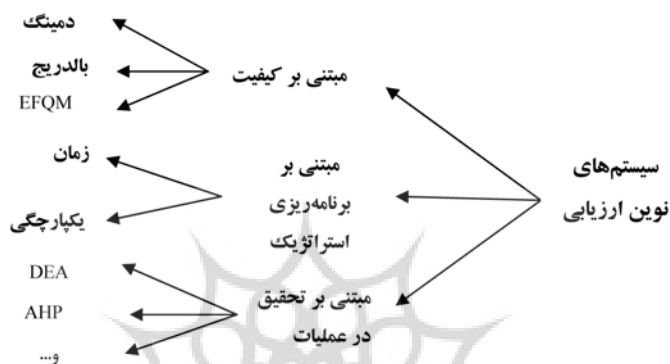 سیستم‌های
نوین ارزیابی
مبتنی بر کیفیت
دمینگ
بالدریج
EFQM
مبتنی بر
برنامه‌ریزی
استراتژیک
زمان
یکپارچگی
مبتنی بر تحقیق
در عملیات
DEA
AHP
و...